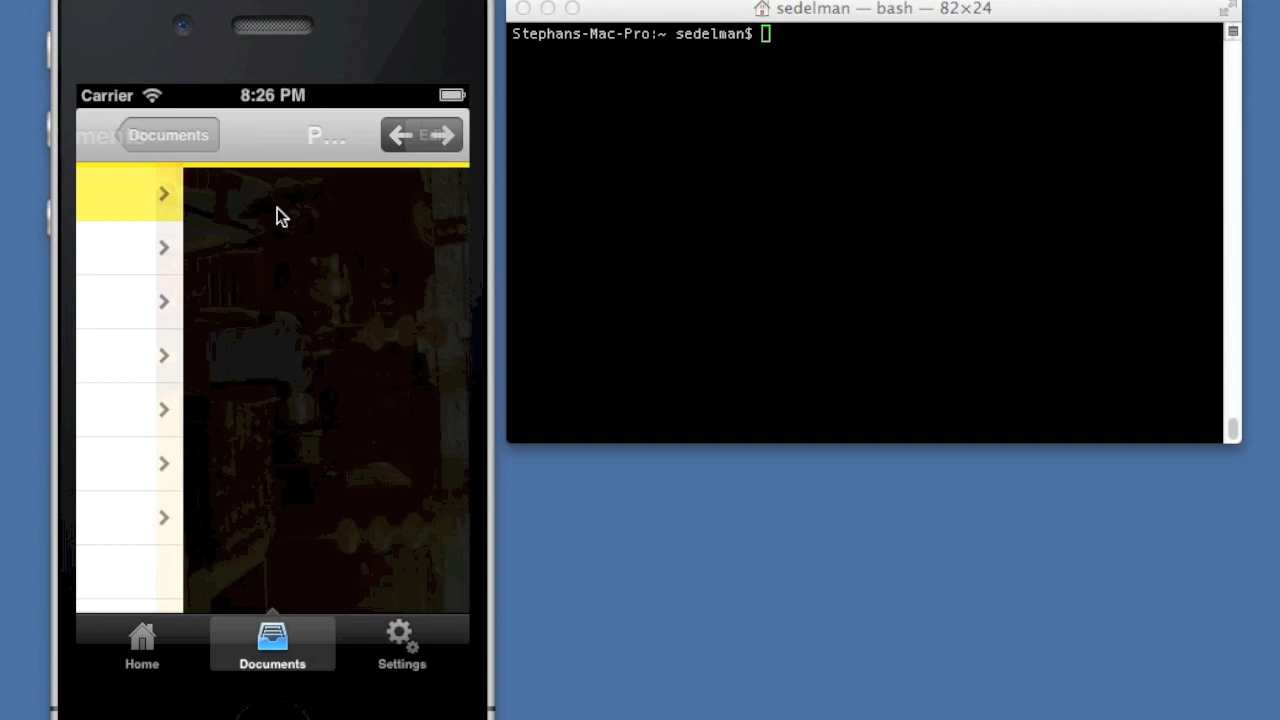 sedelman — bash — 82×24
Stephans-Mac-Pro:~ sedelman$
Carrier 8:26 PM
Documents P...
Home Documents Settings